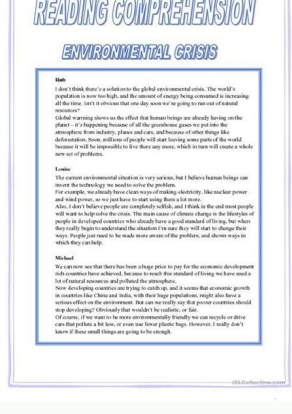 READING COMPREHENSION
ENVIRONMENTAL CRISIS
Rob
I don't think there's a solution to the global environmental crisis. The world's
population is now too high, and the amount of energy being consumed is increasing
all the time. Isn't it obvious that one day soon we're going to run out of natural
resources?
Global warming shows us the effect that human beings are already having on the
planet – it's happening because of all the greenhouse gases we put into the
atmosphere from industry, planes and cars, and because of other things like
deforestation. Soon, millions of people will start leaving some parts of the world
because it will be impossible to live there any more, which in turn will create a whole
new set of problems.
Louise
The current environmental situation is very serious, but I believe human beings can
invent the technology we need to solve the problem.
For example, we already have clean ways of making electricity, like nuclear power
and wind power, so we just have to start using them a lot more.
Also, I don't believe people are completely selfish, and I think in the end most people
will want to help solve the crisis. The main cause of climate change is the lifestyles of
people in developed countries who already have a good standard of living, but when
they really begin to understand the situation I'm sure they will start to change their
ways. People just need to be made more aware of the problem, and shown ways in
which they can help.
Michael
We can now see that there has been a huge price to pay for the economic development
rich countries have achieved, because to reach this standard of living we have used a
lot of natural resources and polluted the atmosphere.
Now developing countries are trying to catch up, and it seems that economic growth
in countries like China and India, with their huge populations, might also have a
serious effect on the environment. But can we really say that poorer countries should
stop developing? Obviously that wouldn't be realistic, or fair.
Of course, if we want to be more environmentally friendly we can recycle or drive
cars that pollute a bit less, or even use fewer plastic bags. However, I really don't
know if these small things are going to be enough.
iSLCollective.com